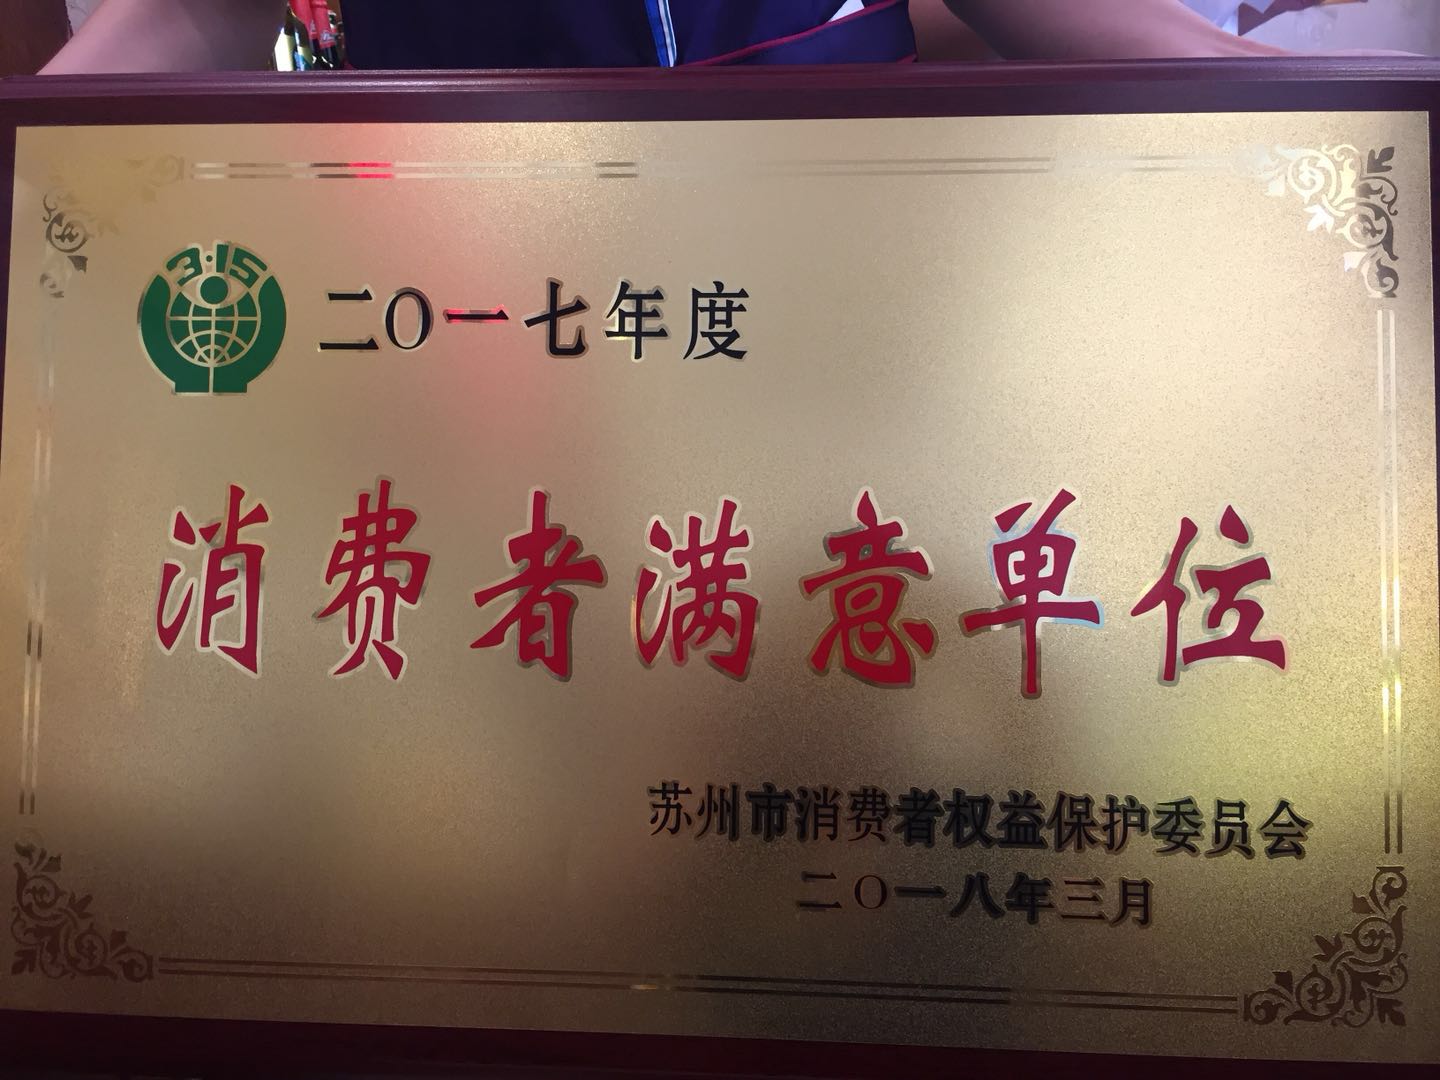 3·15
二〇一七年度
消费者满意单位
苏州市消费者权益保护委员会
二〇一八年三月